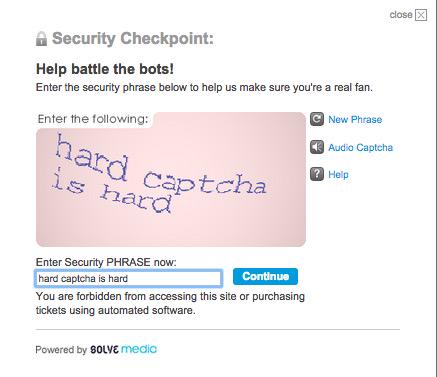 close
Security Checkpoint:
Help battle the bots!
Enter the security phrase below to help us make sure you're a real fan.
Enter the following:
hard captcha
is hard
New Phrase
Audio Captcha
Help
Enter Security PHRASE now:
hard captcha is hard
Continue
You are forbidden from accessing this site or purchasing
tickets using automated software.
Powered by SOLVE media